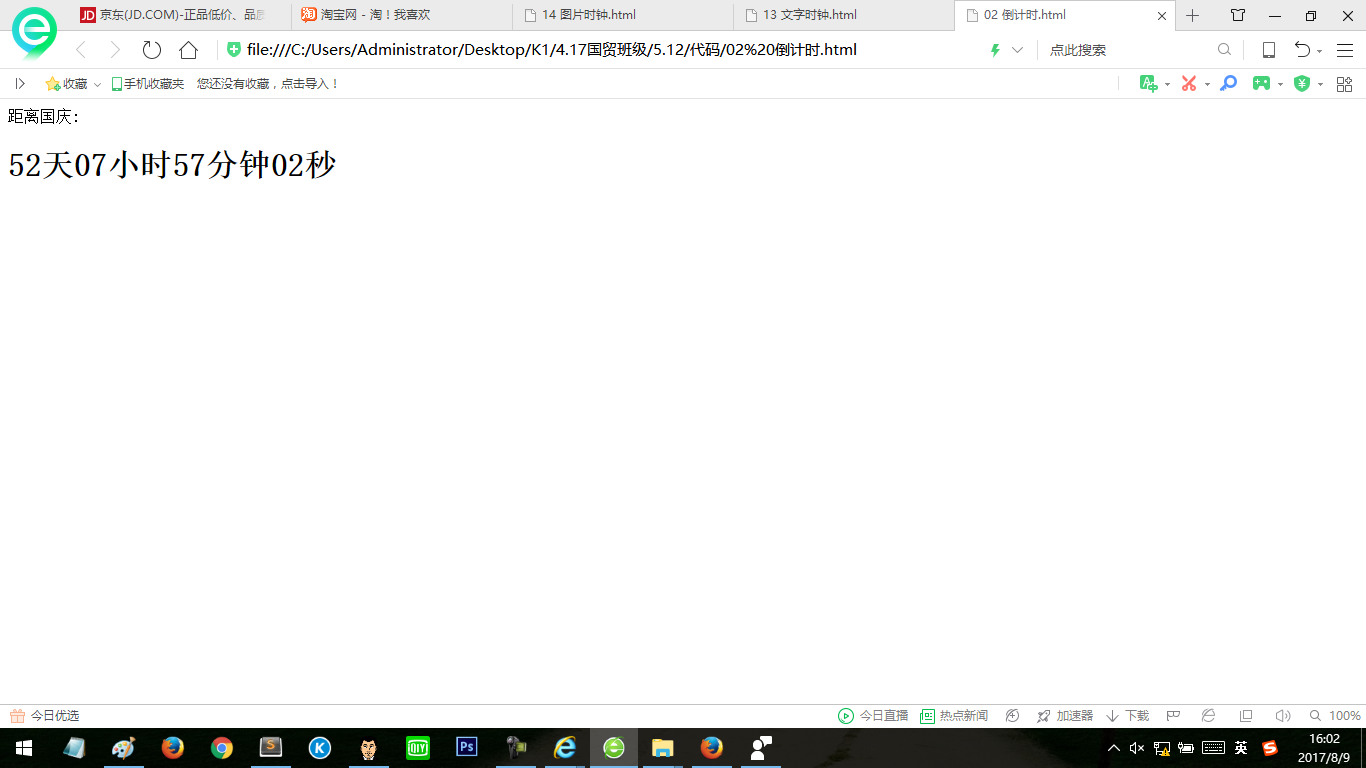 JD 京东(JD.COM)-正品低价、品质
淘 淘宝网 - 淘！我喜欢
14 图片时钟.html
13 文字时钟.html
02 倒计时.html
file:///C:/Users/Administrator/Desktop/K1/4.17国贸班级/5.12/代码/02%20倒计时.html
点此搜索
收藏 手机收藏夹 您还没有收藏，点击导入！
距离国庆：
52天07小时57分钟02秒
今日优选
今日直播 热点新闻 加速器 下载 100%
S K QIY Ps 英 S
16:02
2017/8/9